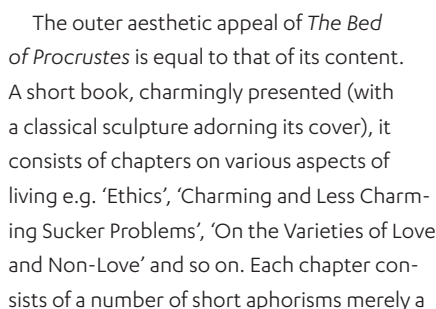 The outer aesthetic appeal of The Bed
of Procrustes is equal to that of its content.
A short book, charmingly presented (with
a classical sculpture adorning its cover), it
consists of chapters on various aspects of
living e.g. ‘Ethics’, ‘Charming and Less Charm-
ing Sucker Problems’, ‘On the Varieties of Love
and Non-Love’ and so on. Each chapter con-
sists of a number of short aphorisms merely a